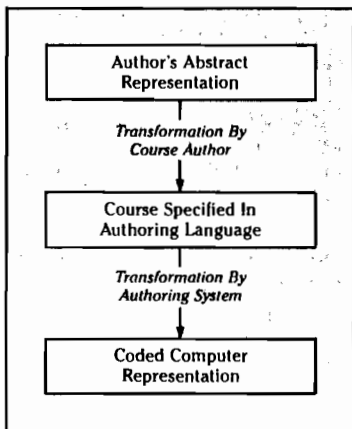 Author's Abstract
Representation
Transformation By
Course Author
Course Specified In
Authoring Language
Transformation By
Authoring System
Coded Computer
Representation